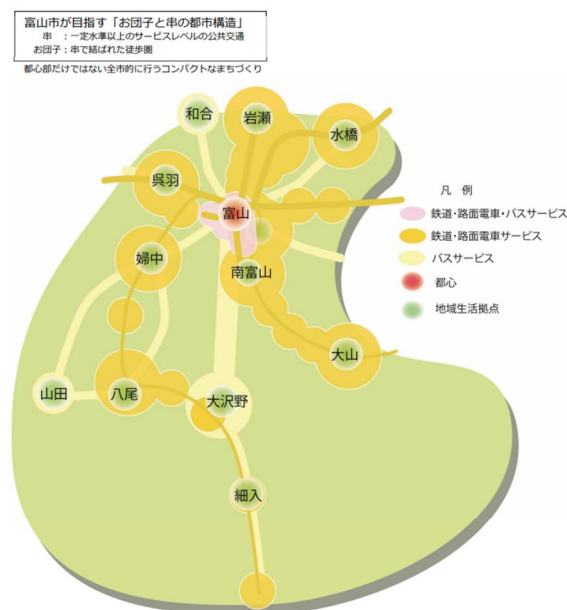 富山市が目指す「お団子と串の都市構造」
串 ：一定水準以上のサービスレベルの公共交通
お団子：串で結ばれた徒歩圏
都心部だけではない全市的に行うコンパクトなまちづくり
和合
岩瀬
水橋
呉羽
富山
婦中
南富山
大山
山田
八尾
大沢野
細入
凡 例
鉄道・路面電車・バスサービス
鉄道・路面電車サービス
バスサービス
都心
地域生活拠点